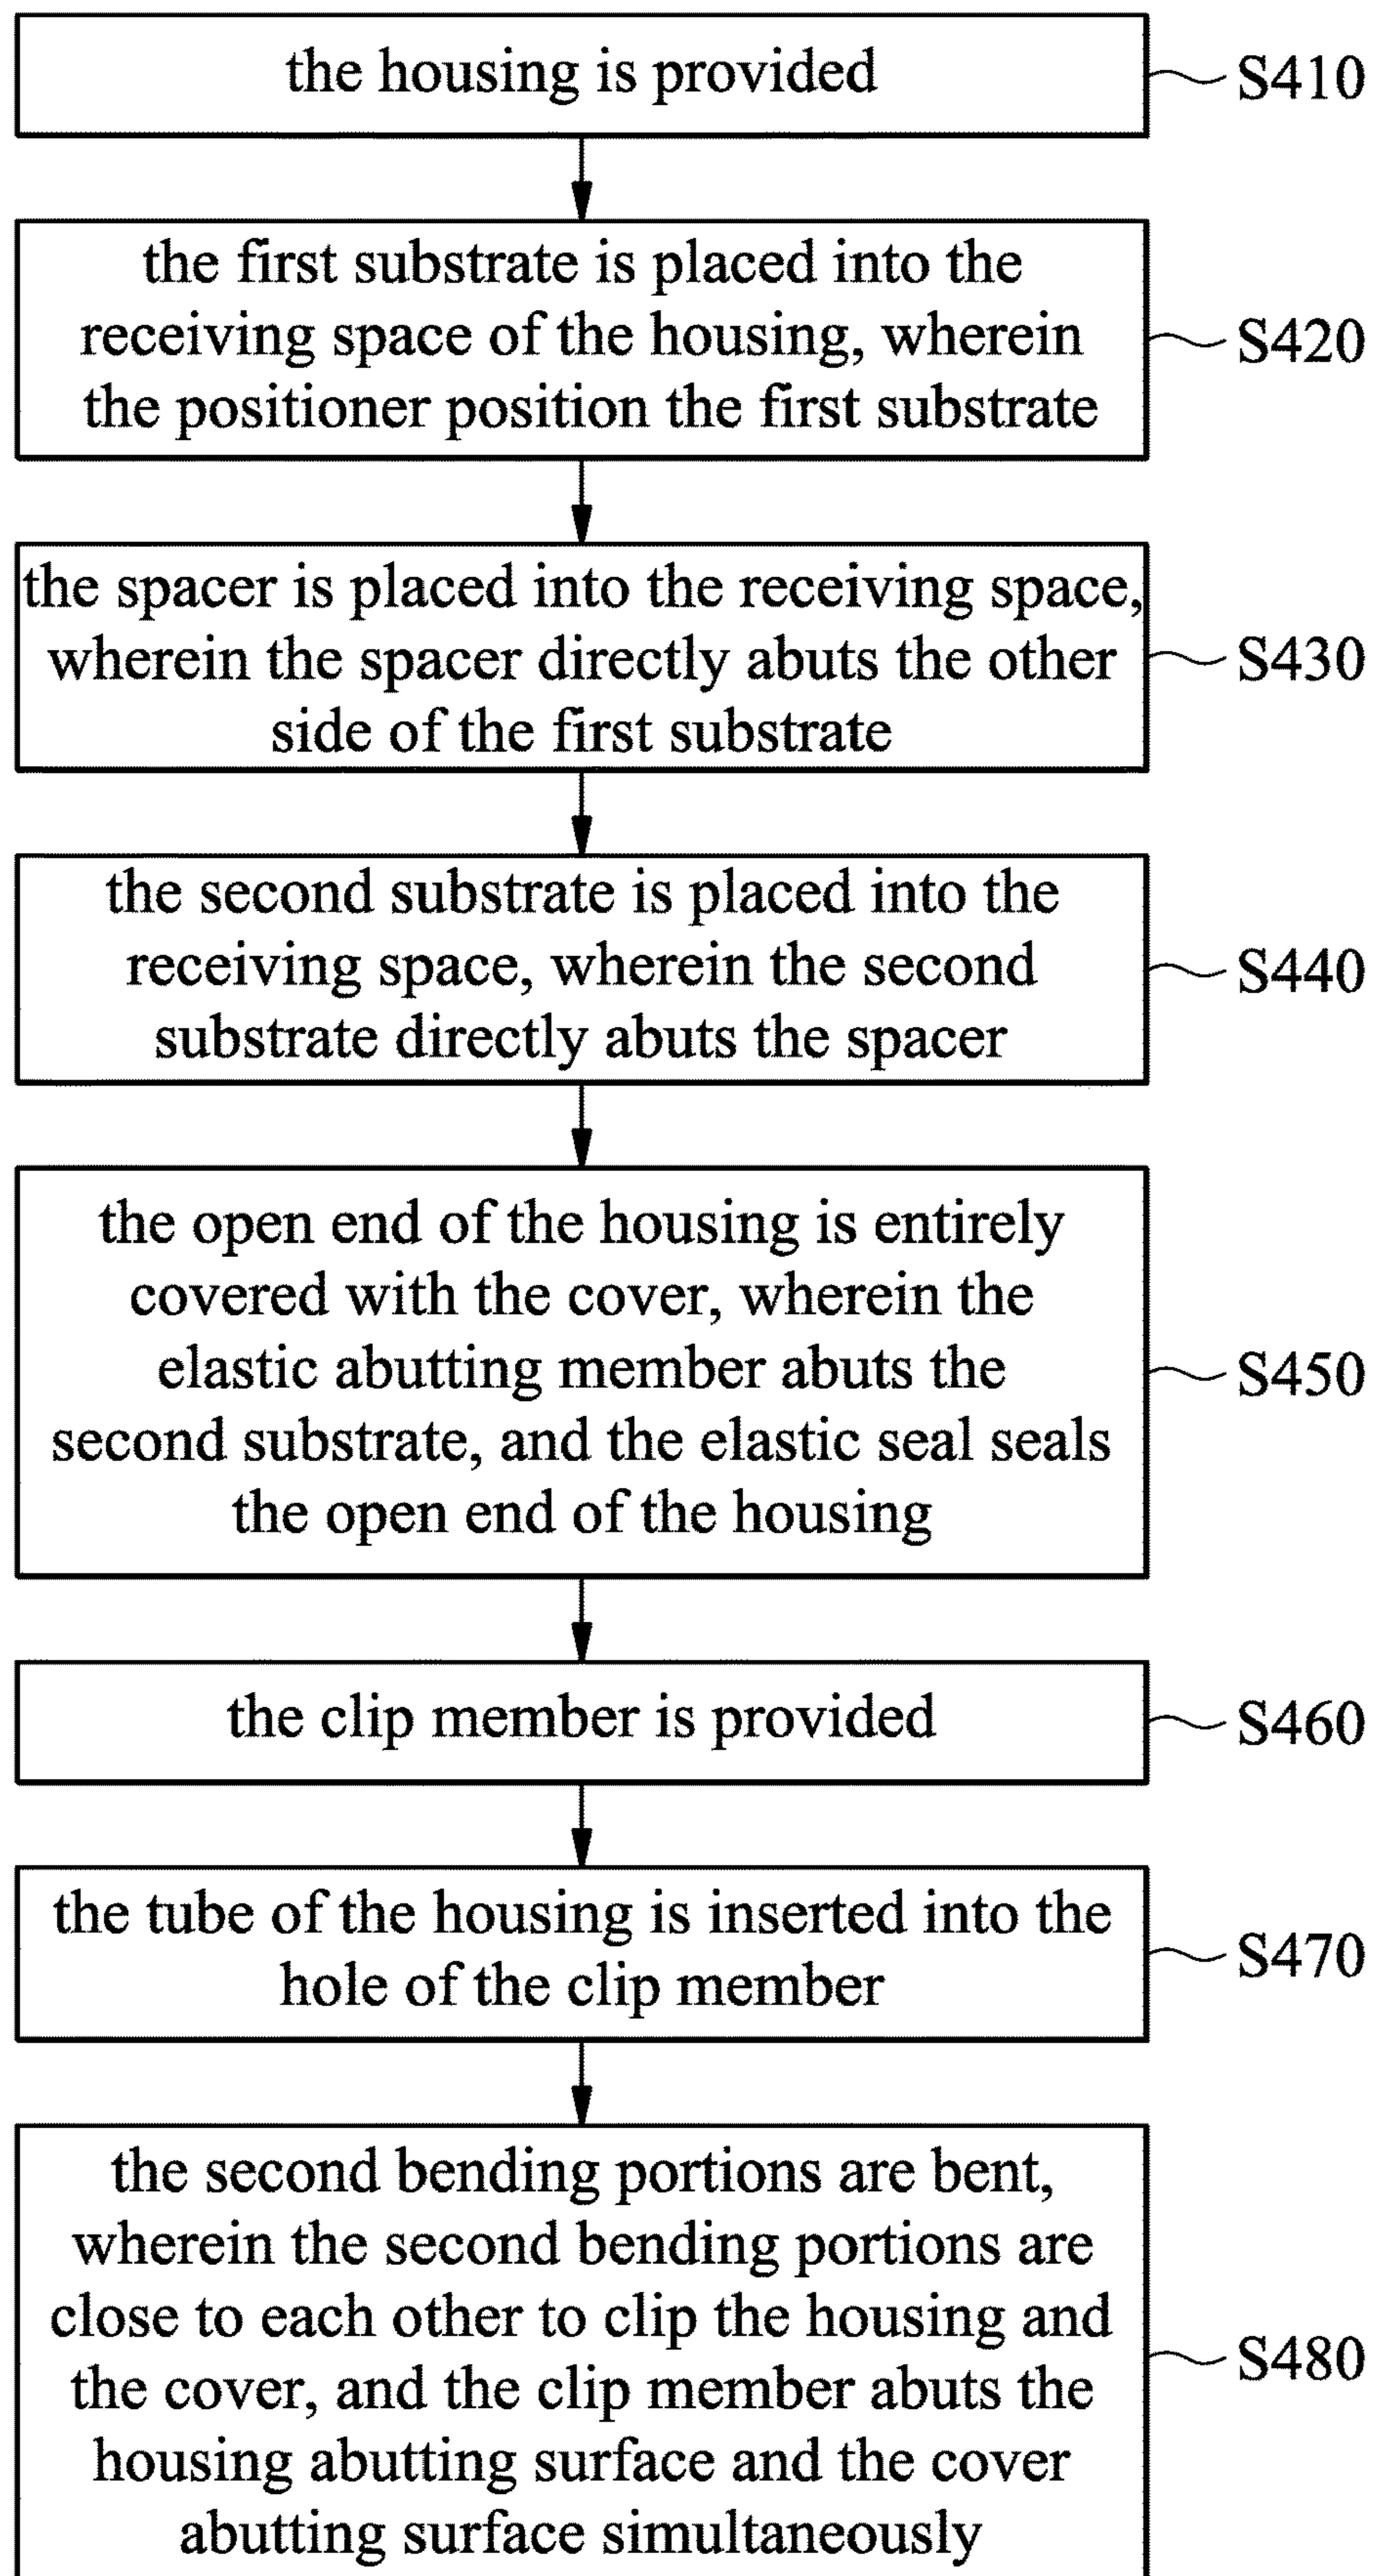 the housing is provided
S410
the first substrate is placed into the
receiving space of the housing, wherein
the positioner position the first substrate
S420
the spacer is placed into the receiving space,
wherein the spacer directly abuts the other
side of the first substrate
S430
the second substrate is placed into the
receiving space, wherein the second
substrate directly abuts the spacer
S440
the open end of the housing is entirely
covered with the cover, wherein the
elastic abutting member abuts the
second substrate, and the elastic seal seals
the open end of the housing
S450
the clip member is provided
S460
the tube of the housing is inserted into the
hole of the clip member
S470
the second bending portions are bent,
wherein the second bending portions are
close to each other to clip the housing and
the cover, and the clip member abuts the
housing abutting surface and the cover
abutting surface simultaneously
S480